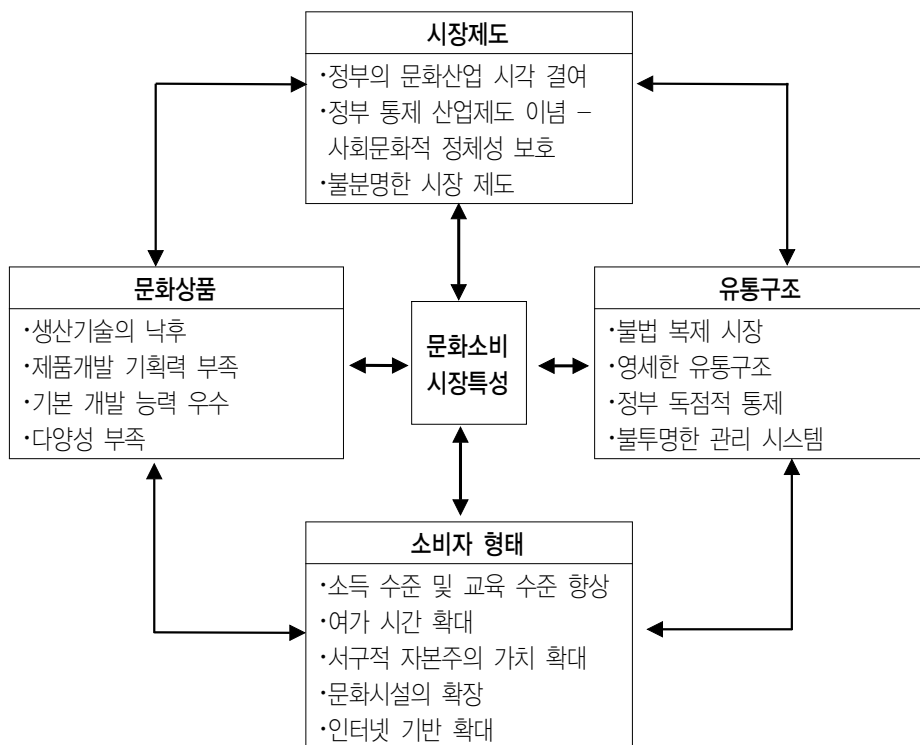 시장제도
·정부의 문화산업 시각 결여
·정부 통제 산업제도 이념 –
사회문화적 정체성 보호
·불분명한 시장 제도
문화상품
·생산기술의 낙후
·제품개발 기획력 부족
·기본 개발 능력 우수
·다양성 부족
문화소비
시장특성
유통구조
·불법 복제 시장
·영세한 유통구조
·정부 독점적 통제
·불투명한 관리 시스템
소비자 형태
·소득 수준 및 교육 수준 향상
·여가 시간 확대
·서구적 자본주의 가치 확대
·문화시설의 확장
·인터넷 기반 확대